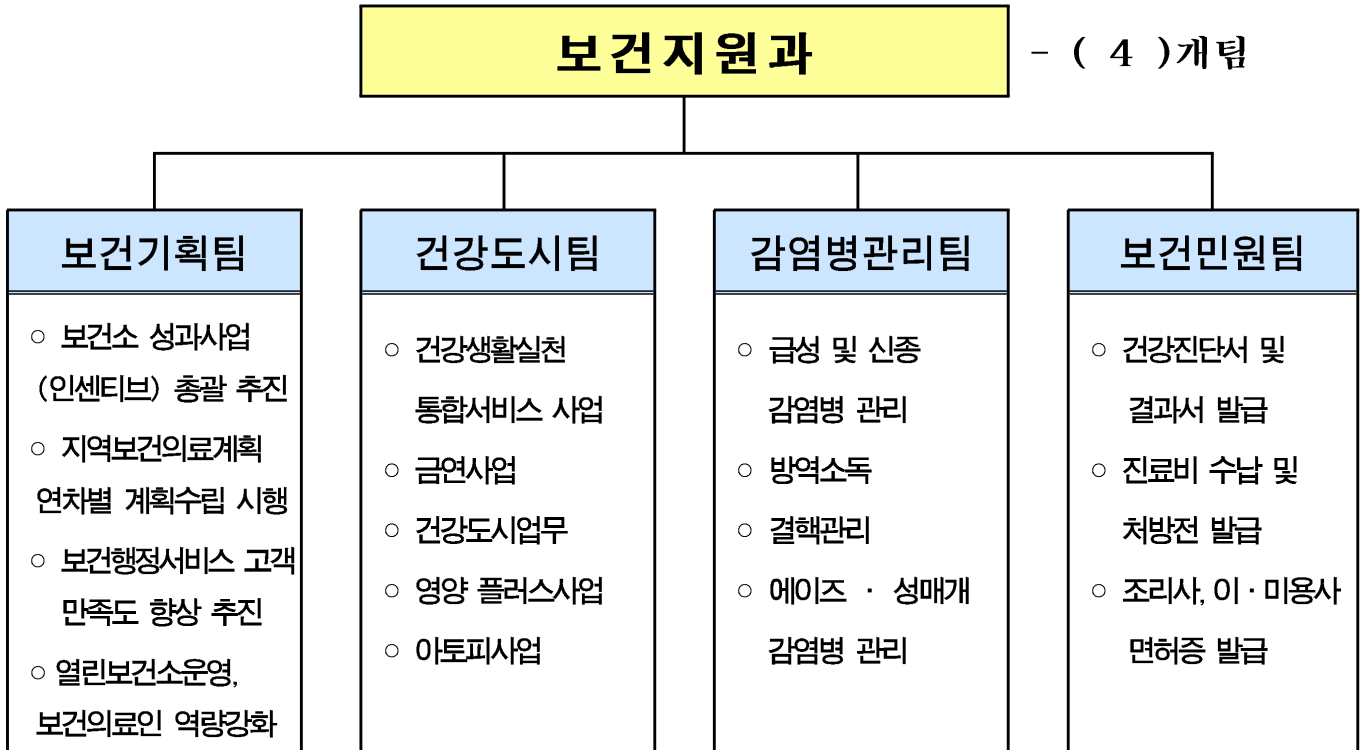 보건지원과
- ( 4 )개팀
보건기획팀
○ 보건소 성과사업
(인센티브) 총괄 추진
○ 지역보건의료계획
연차별 계획수립 시행
○ 보건행정서비스 고객
만족도 향상 추진
○ 열린보건소운영,
보건의료인 역량강화
건강도시팀
○ 건강생활실천
통합서비스 사업
○ 금연사업
○ 건강도시업무
○ 영양 플러스사업
○ 아토피사업
감염병관리팀
○ 급성 및 신종
감염병 관리
○ 방역소독
○ 결핵관리
○ 에이즈 · 성매개
감염병 관리
보건민원팀
○ 건강진단서 및
결과서 발급
○ 진료비 수납 및
처방전 발급
○ 조리사, 이 · 미용사
면허증 발급